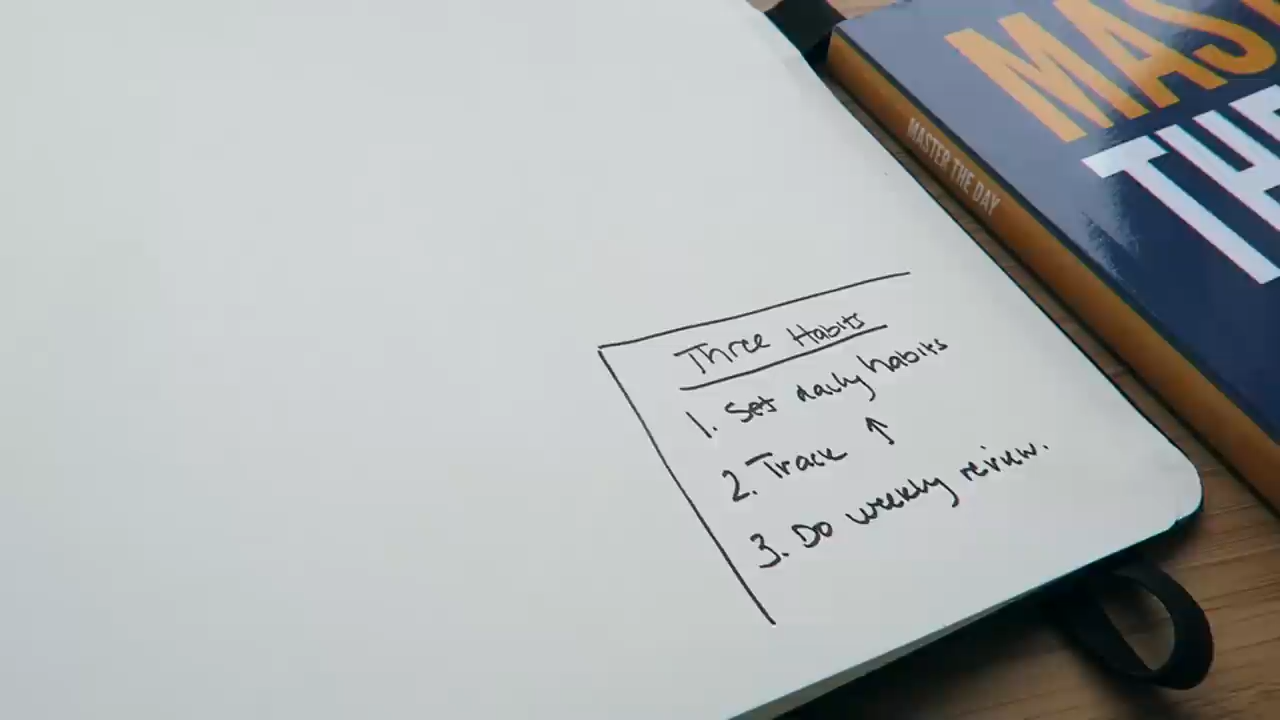 Three Habits
1. Set daily habits
2. Track ↑
3. Do weekly review.
MASTER THE DAY
MAS
THE